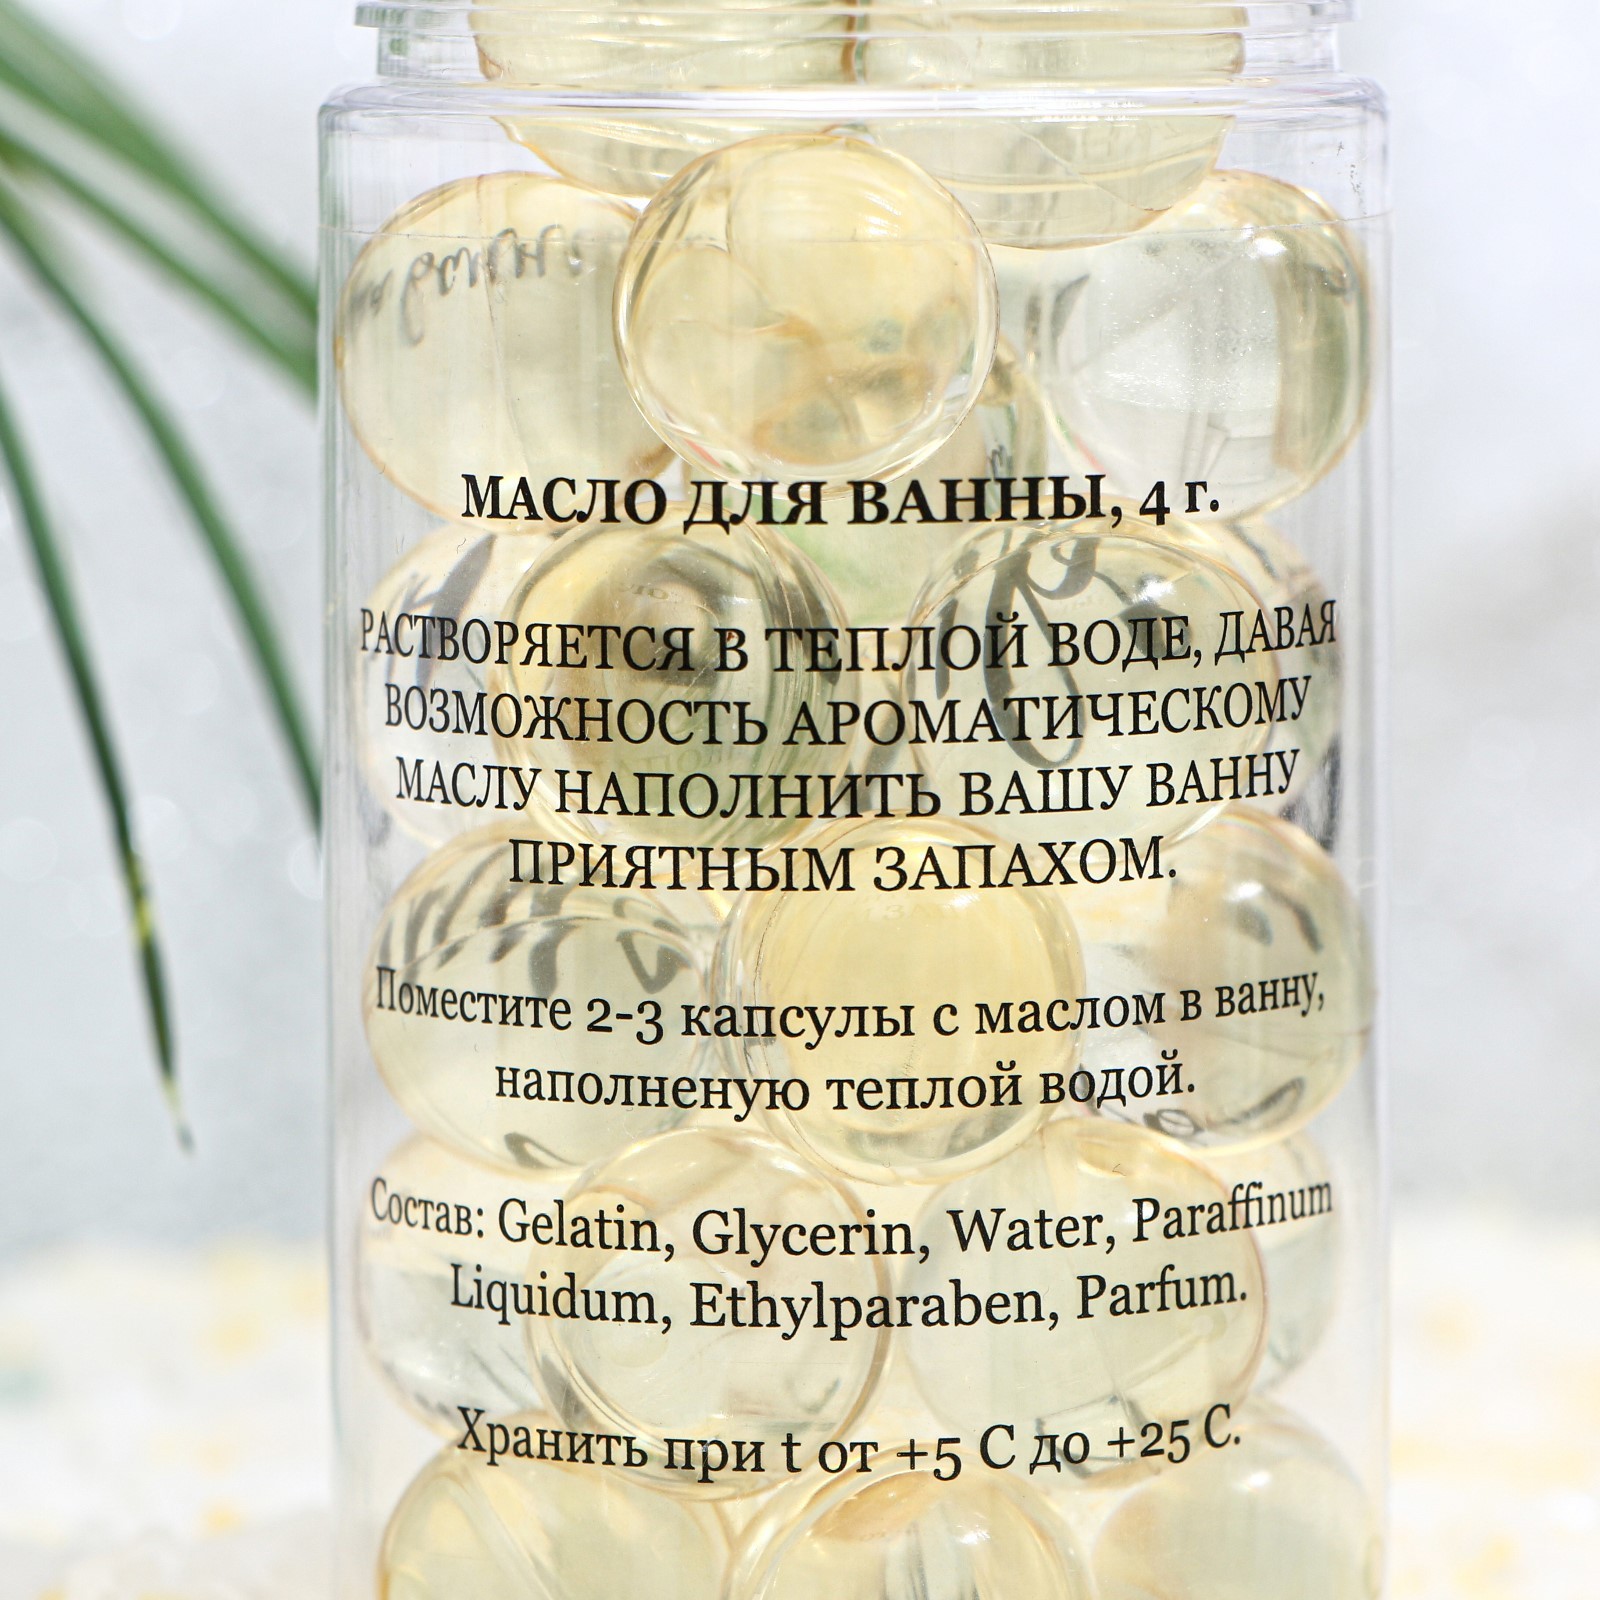 МАСЛО ДЛЯ ВАННЫ, 4 г.
РАСТВОРЯЕТСЯ В ТЕПЛОЙ ВОДЕ, ДАВАЯ
ВОЗМОЖНОСТЬ АРОМАТИЧЕСКОМУ
МАСЛУ НАПОЛНИТЬ ВАШУ ВАННУ
ПРИЯТНЫМ ЗАПАХОМ.
Поместите 2-3 капсулы с маслом в ванну,
наполненую теплой водой.
Состав: Gelatin, Glycerin, Water, Paraffinum
Liquidum, Ethylparaben, Parfum.
Хранить при t от +5 С до +25 С.